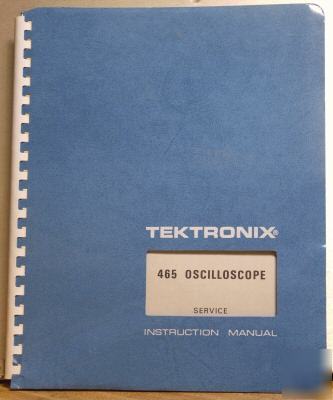 TEKTRONIX®
465 OSCILLOSCOPE
SERVICE
INSTRUCTION MANUAL